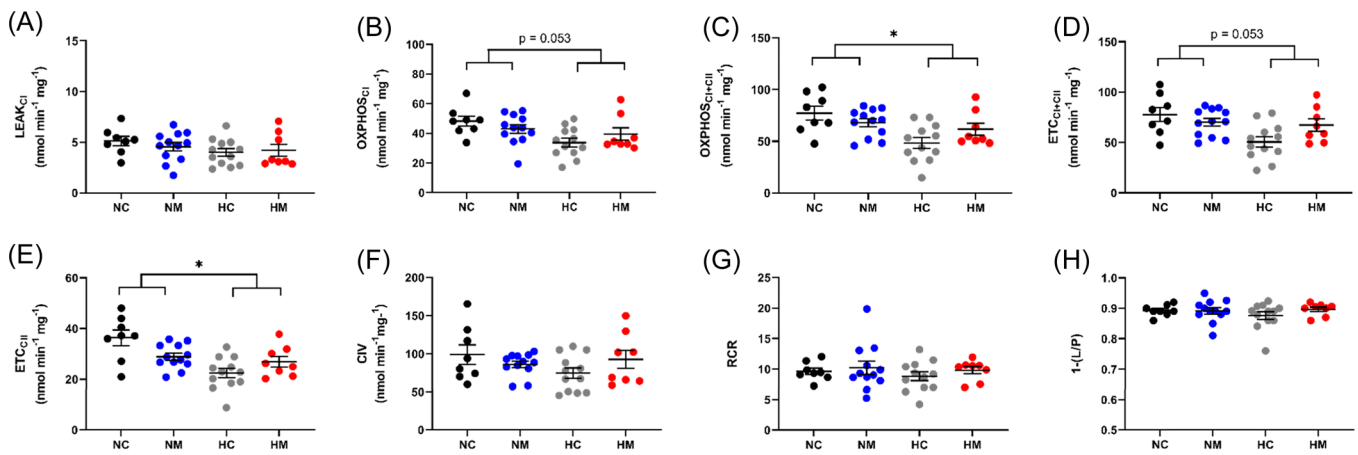 (A)
LEAK_CI
(nmol min⁻¹ mg⁻¹)
15
10
5
0
NC NM HC HM
(B)
p = 0.053
OXPHOS_CI
(nmol min⁻¹ mg⁻¹)
100
80
60
40
20
0
NC NM HC HM
(C)
*
OXPHOS_CI+CII
(nmol min⁻¹ mg⁻¹)
150
100
50
0
NC NM HC HM
(D)
p = 0.053
ETC_CI+CII
(nmol min⁻¹ mg⁻¹)
150
100
50
0
NC NM HC HM
(E)
*
ETC_CII
(nmol min⁻¹ mg⁻¹)
60
40
20
0
NC NM HC HM
(F)
CIV
(nmol min⁻¹ mg-¹)
200
150
100
50
0
NC NM HC HM
(G)
RCR
25
20
15
10
5
0
NC NM HC HM
(H)
1-(L/P)
1.0
0.9
0.8
0.7
0.6
0.5
NC NM HC HM